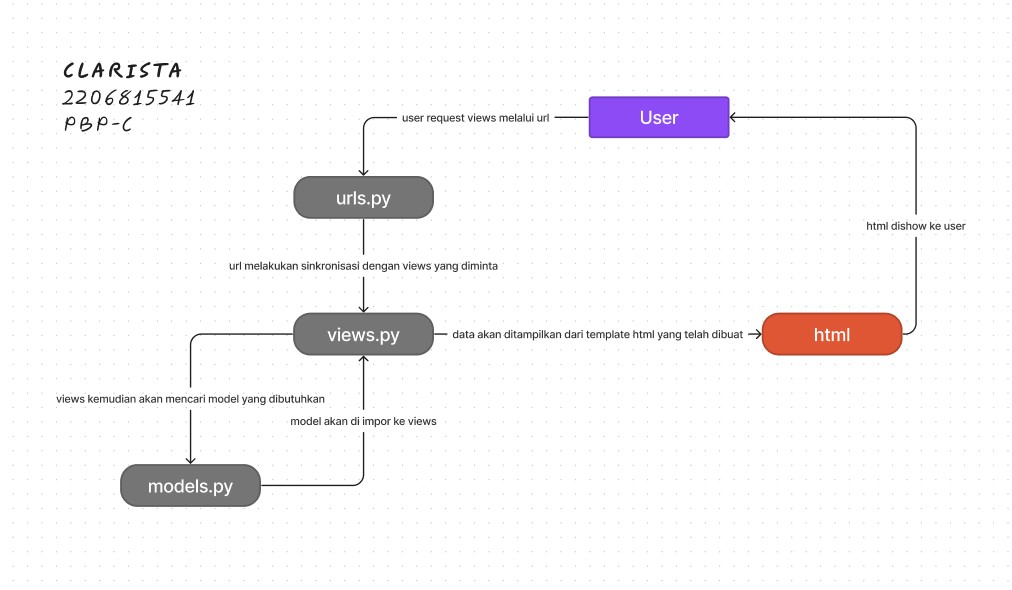 CLARISTA
2206815541
PBP-C
User
user request views melalui url
urls.py
html dishow ke user
url melakukan sinkronisasi dengan views yang diminta
views.py
data akan ditampilkan dari template html yang telah dibuat
html
views kemudian akan mencari model yang dibutuhkan
model akan di impor ke views
models.py